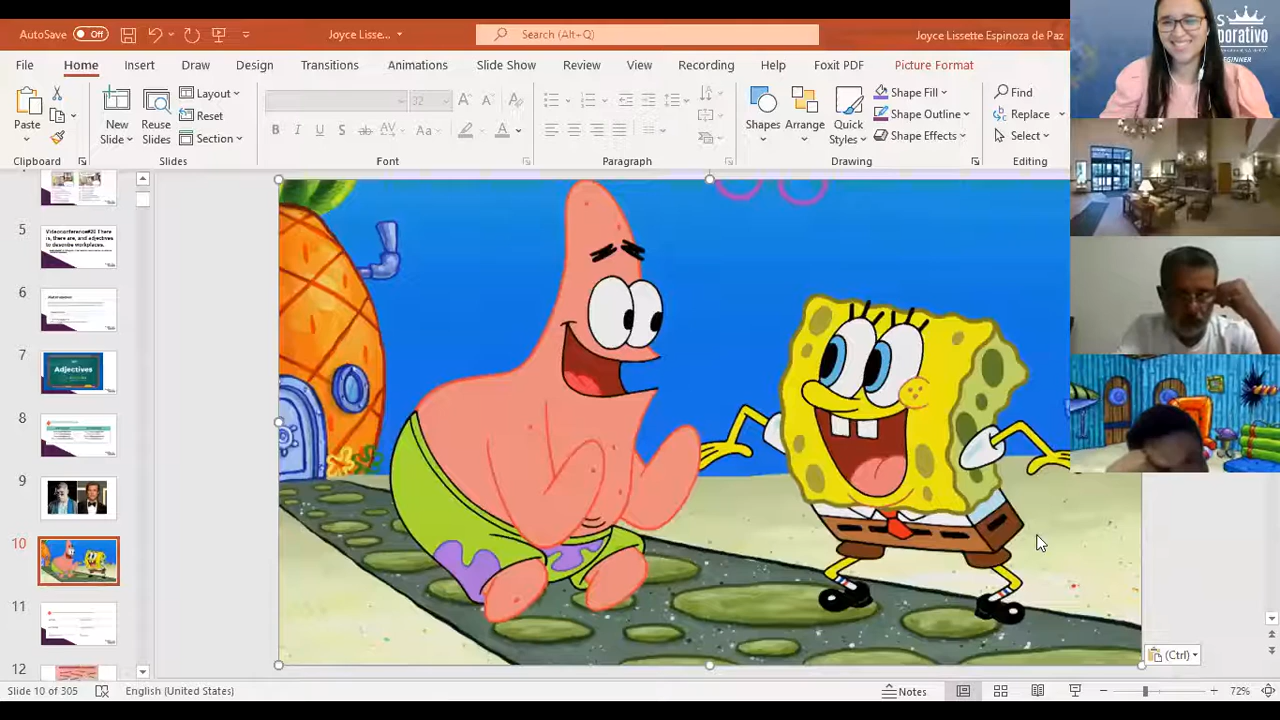 AutoSave Off Joyce Lisse... Search (Alt+Q) Joyce Lissette Espinoza de Paz
File Home Insert Draw Design Transitions Animations Slide Show Review View Recording Help Foxit PDF Picture Format
Paste
New Slide
Reuse Slides
Layout
Reset
Section
32
Shapes
Arrange
Quick Styles
Shape Fill
Shape Outline
Shape Effects
Find
Replace
Select
Clipboard Slides Font Paragraph Drawing Editing
5
Videoconference#20 There
is, there are, and adjectives
to describe workplaces.
6
7
Adjectives
8
9
10
11
12
(Ctrl)
Slide 10 of 305 English (United States) Notes 72%
S
porativo